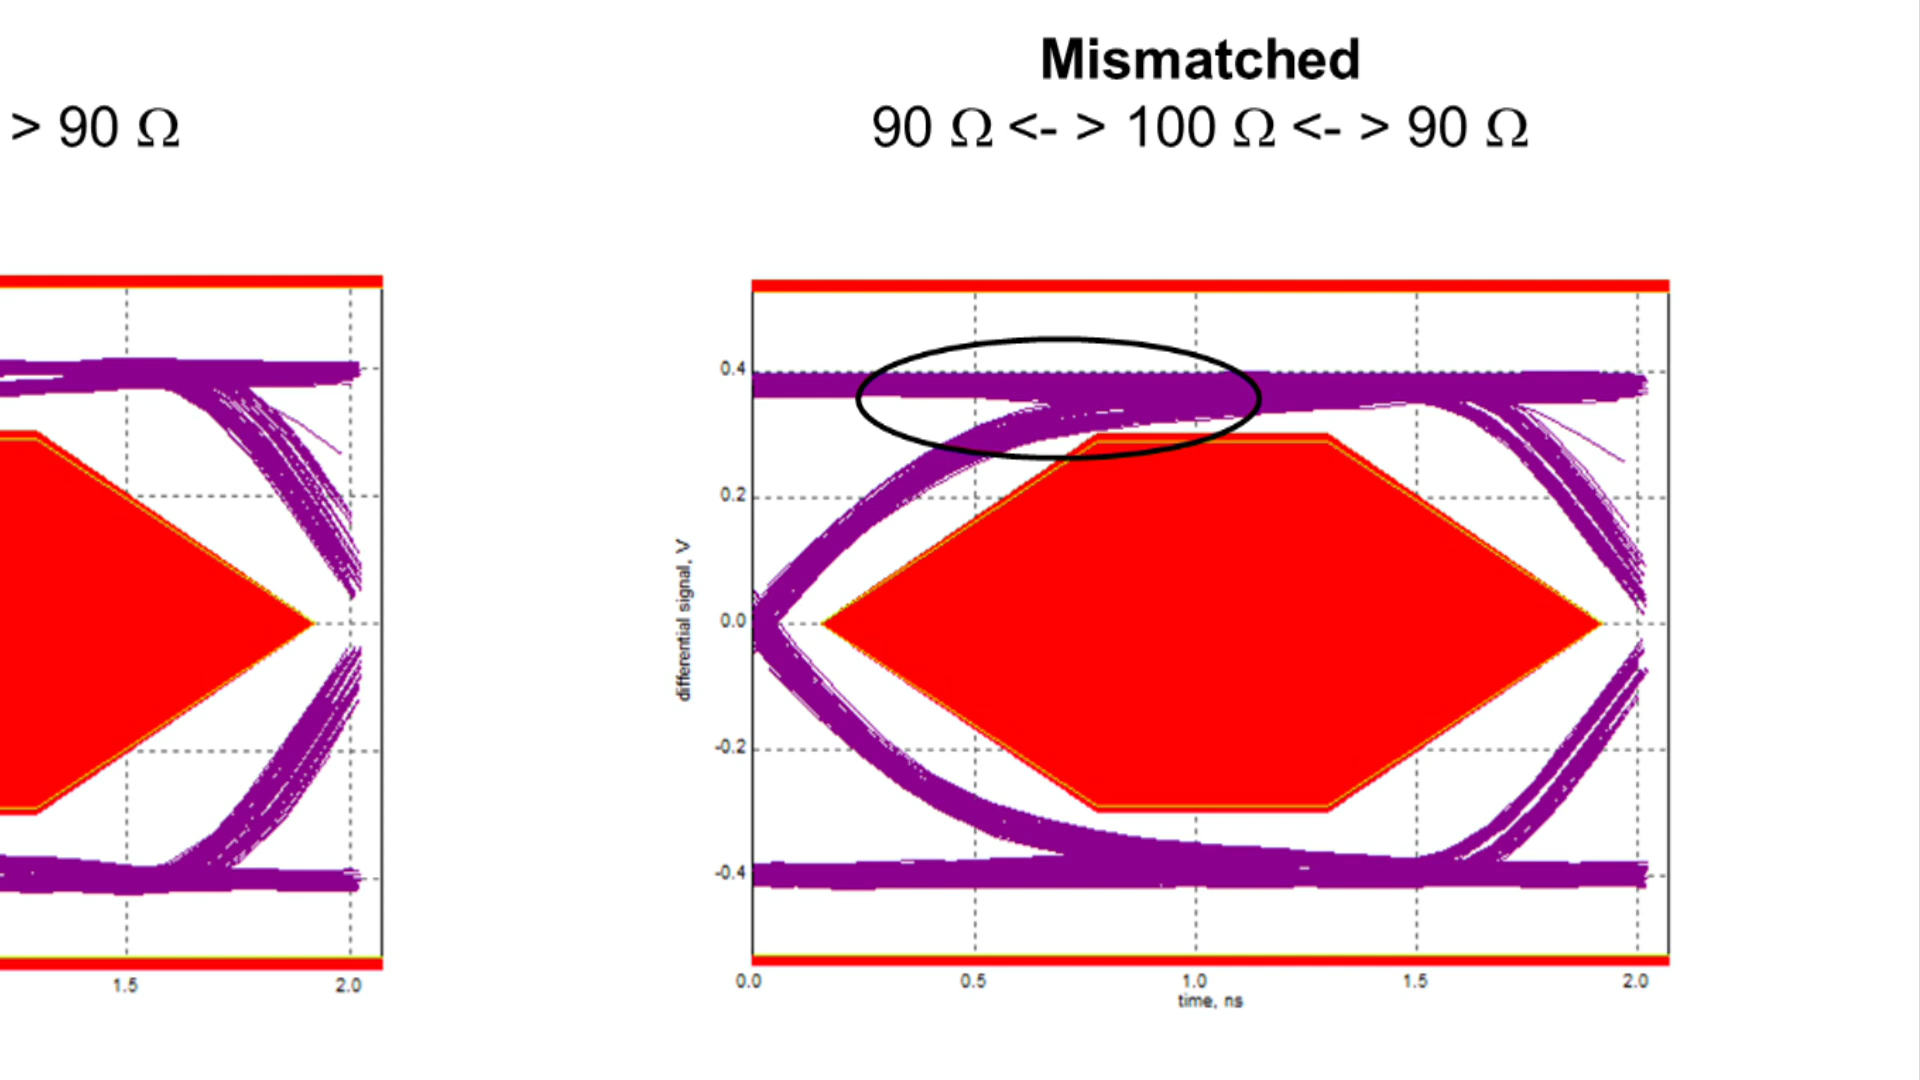 Mismatched
> 90 Ω
90 Ω <- > 100 Ω <- > 90 Ω
0.4
0.2
0.0
-0.2
-0.4
differential signal, V
1.5
2.0
0.0
0.5
1.0
1.5
2.0
time, ns